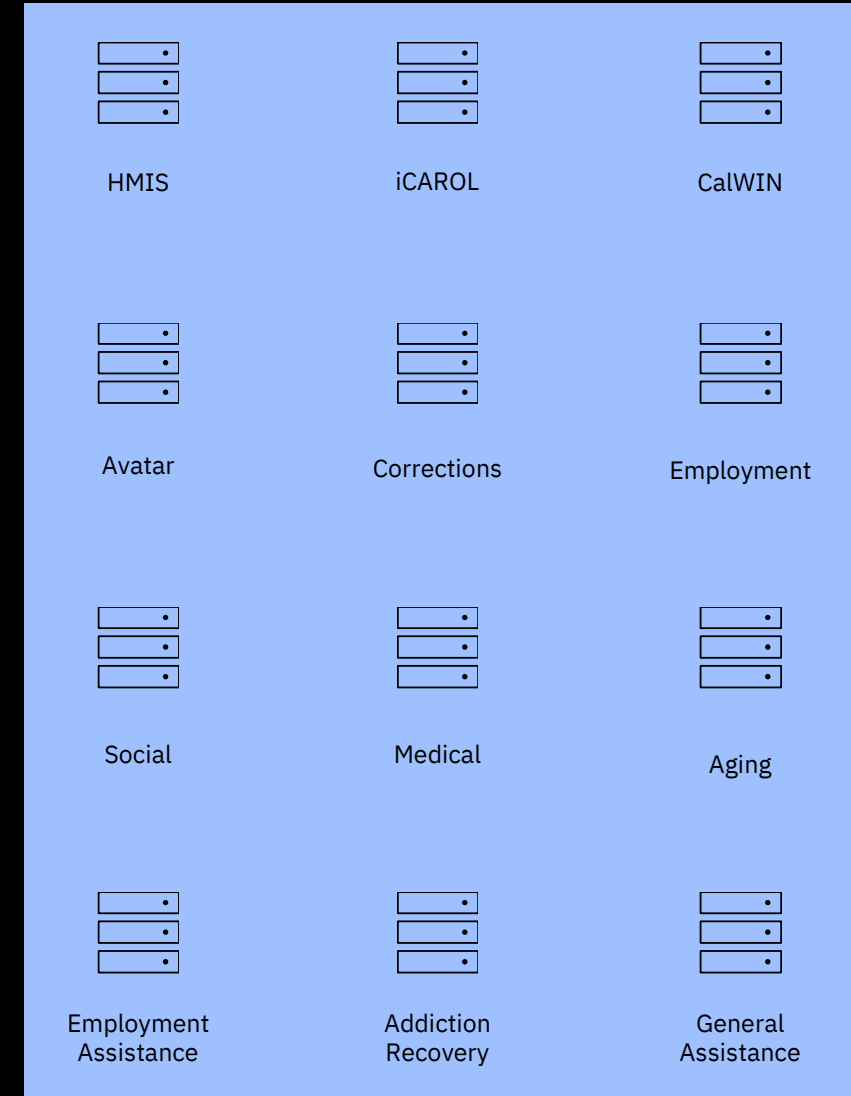 HMIS
iCAROL
CalWIN
Avatar
Corrections
Employment
Social
Medical
Aging
Employment
Assistance
Addiction
Recovery
General
Assistance